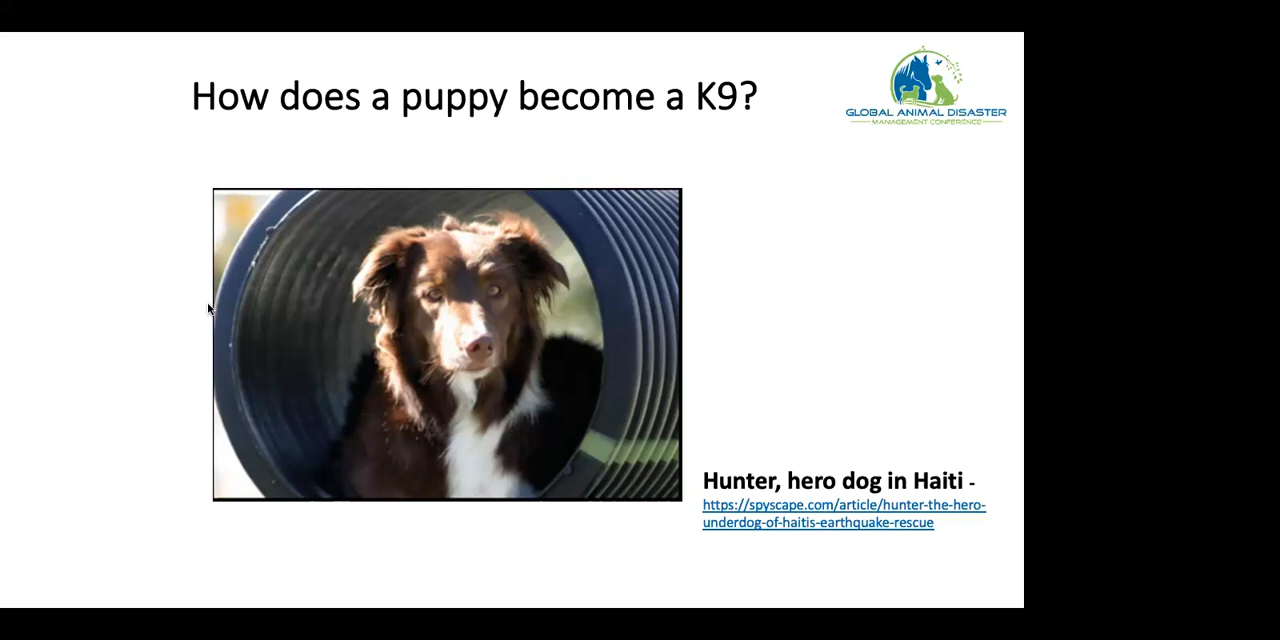 How does a puppy become a K9?
GLOBAL ANIMAL DISASTER
MANAGEMENT CONFERENCE
Hunter, hero dog in Haiti -
https://spyscape.com/article/hunter-the-hero-
underdog-of-haitis-earthquake-rescue